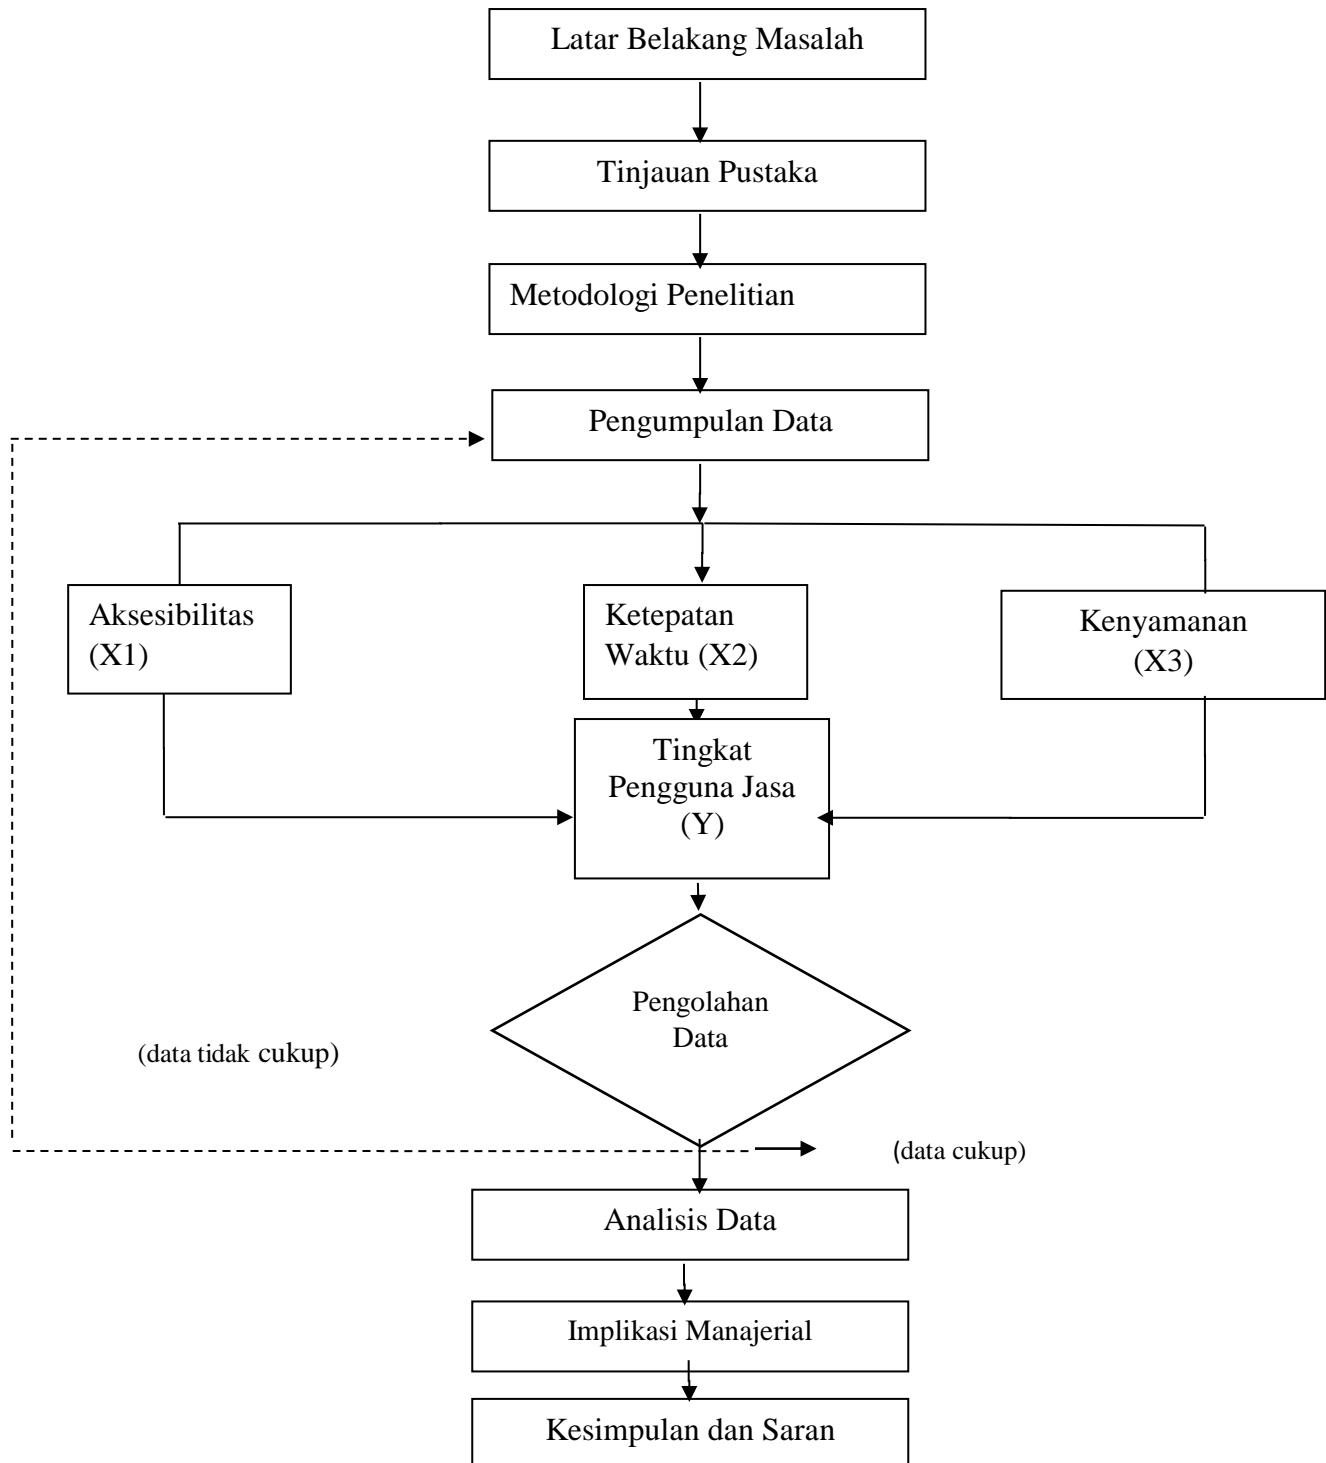 Latar Belakang Masalah
Tinjauan Pustaka
Metodologi Penelitian
Pengumpulan Data
Aksesibilitas
(X1)
Ketepatan
Waktu (X2)
Kenyamanan
(X3)
Tingkat
Pengguna Jasa
(Y)
Pengolahan
Data
(data tidak cukup)
(data cukup)
Analisis Data
Implikasi Manajerial
Kesimpulan dan Saran